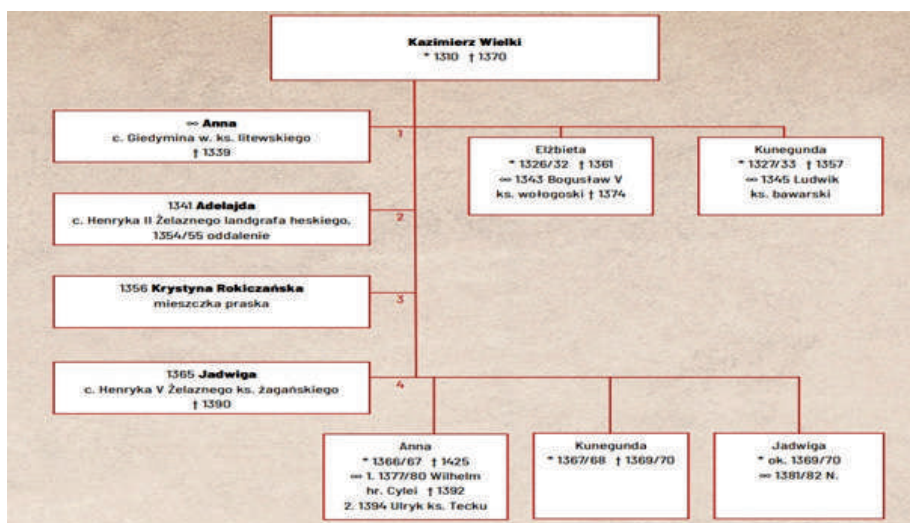 Kazimierz Wielki
* 1310 † 1370
∞ Anna
c. Giedymina w. ks. litewskiego
† 1339
1
Elżbieta
* 1326/32 † 1361
∞ 1343 Bogusław V
ks. wołogoski † 1374
Kunegunda
* 1327/33 † 1357
∞ 1345 Ludwik
ks. bawarski
1341 Adelajda
c. Henryka II Żelaznego landgrafa heskiego,
1354/55 oddalenie
2
1356 Krystyna Rokiczańska
mieszczka praska
3
1365 Jadwiga
c. Henryka V Żelaznego ks. żagańskiego
† 1390
4
Anna
* 1366/67 † 1425
∞ 1. 1377/80 Wilhelm
hr. Cylei † 1392
2. 1394 Ulryk ks. Tecku
Kunegunda
* 1367/68 † 1369/70
Jadwiga
* ok. 1369/70
∞ 1381/82 N.